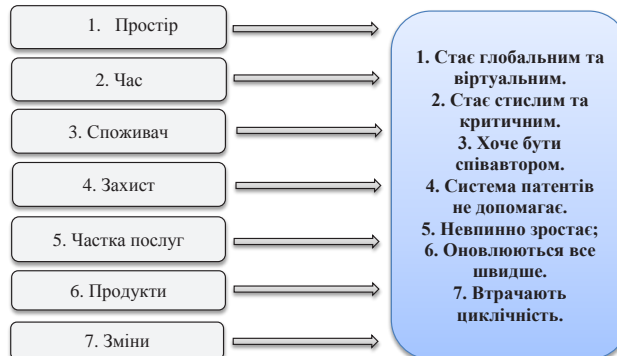 1. Простір
2. Час
3. Споживач
4. Захист
5. Частка послуг
6. Продукти
7. Зміни
1. Стає глобальним та
віртуальним.
2. Стає стислим та
критичним.
3. Хоче бути
співавтором.
4. Система патентів
не допомагає.
5. Невпинно зростає;
6. Оновлюються все
швидше.
7. Втрачають
циклічність.